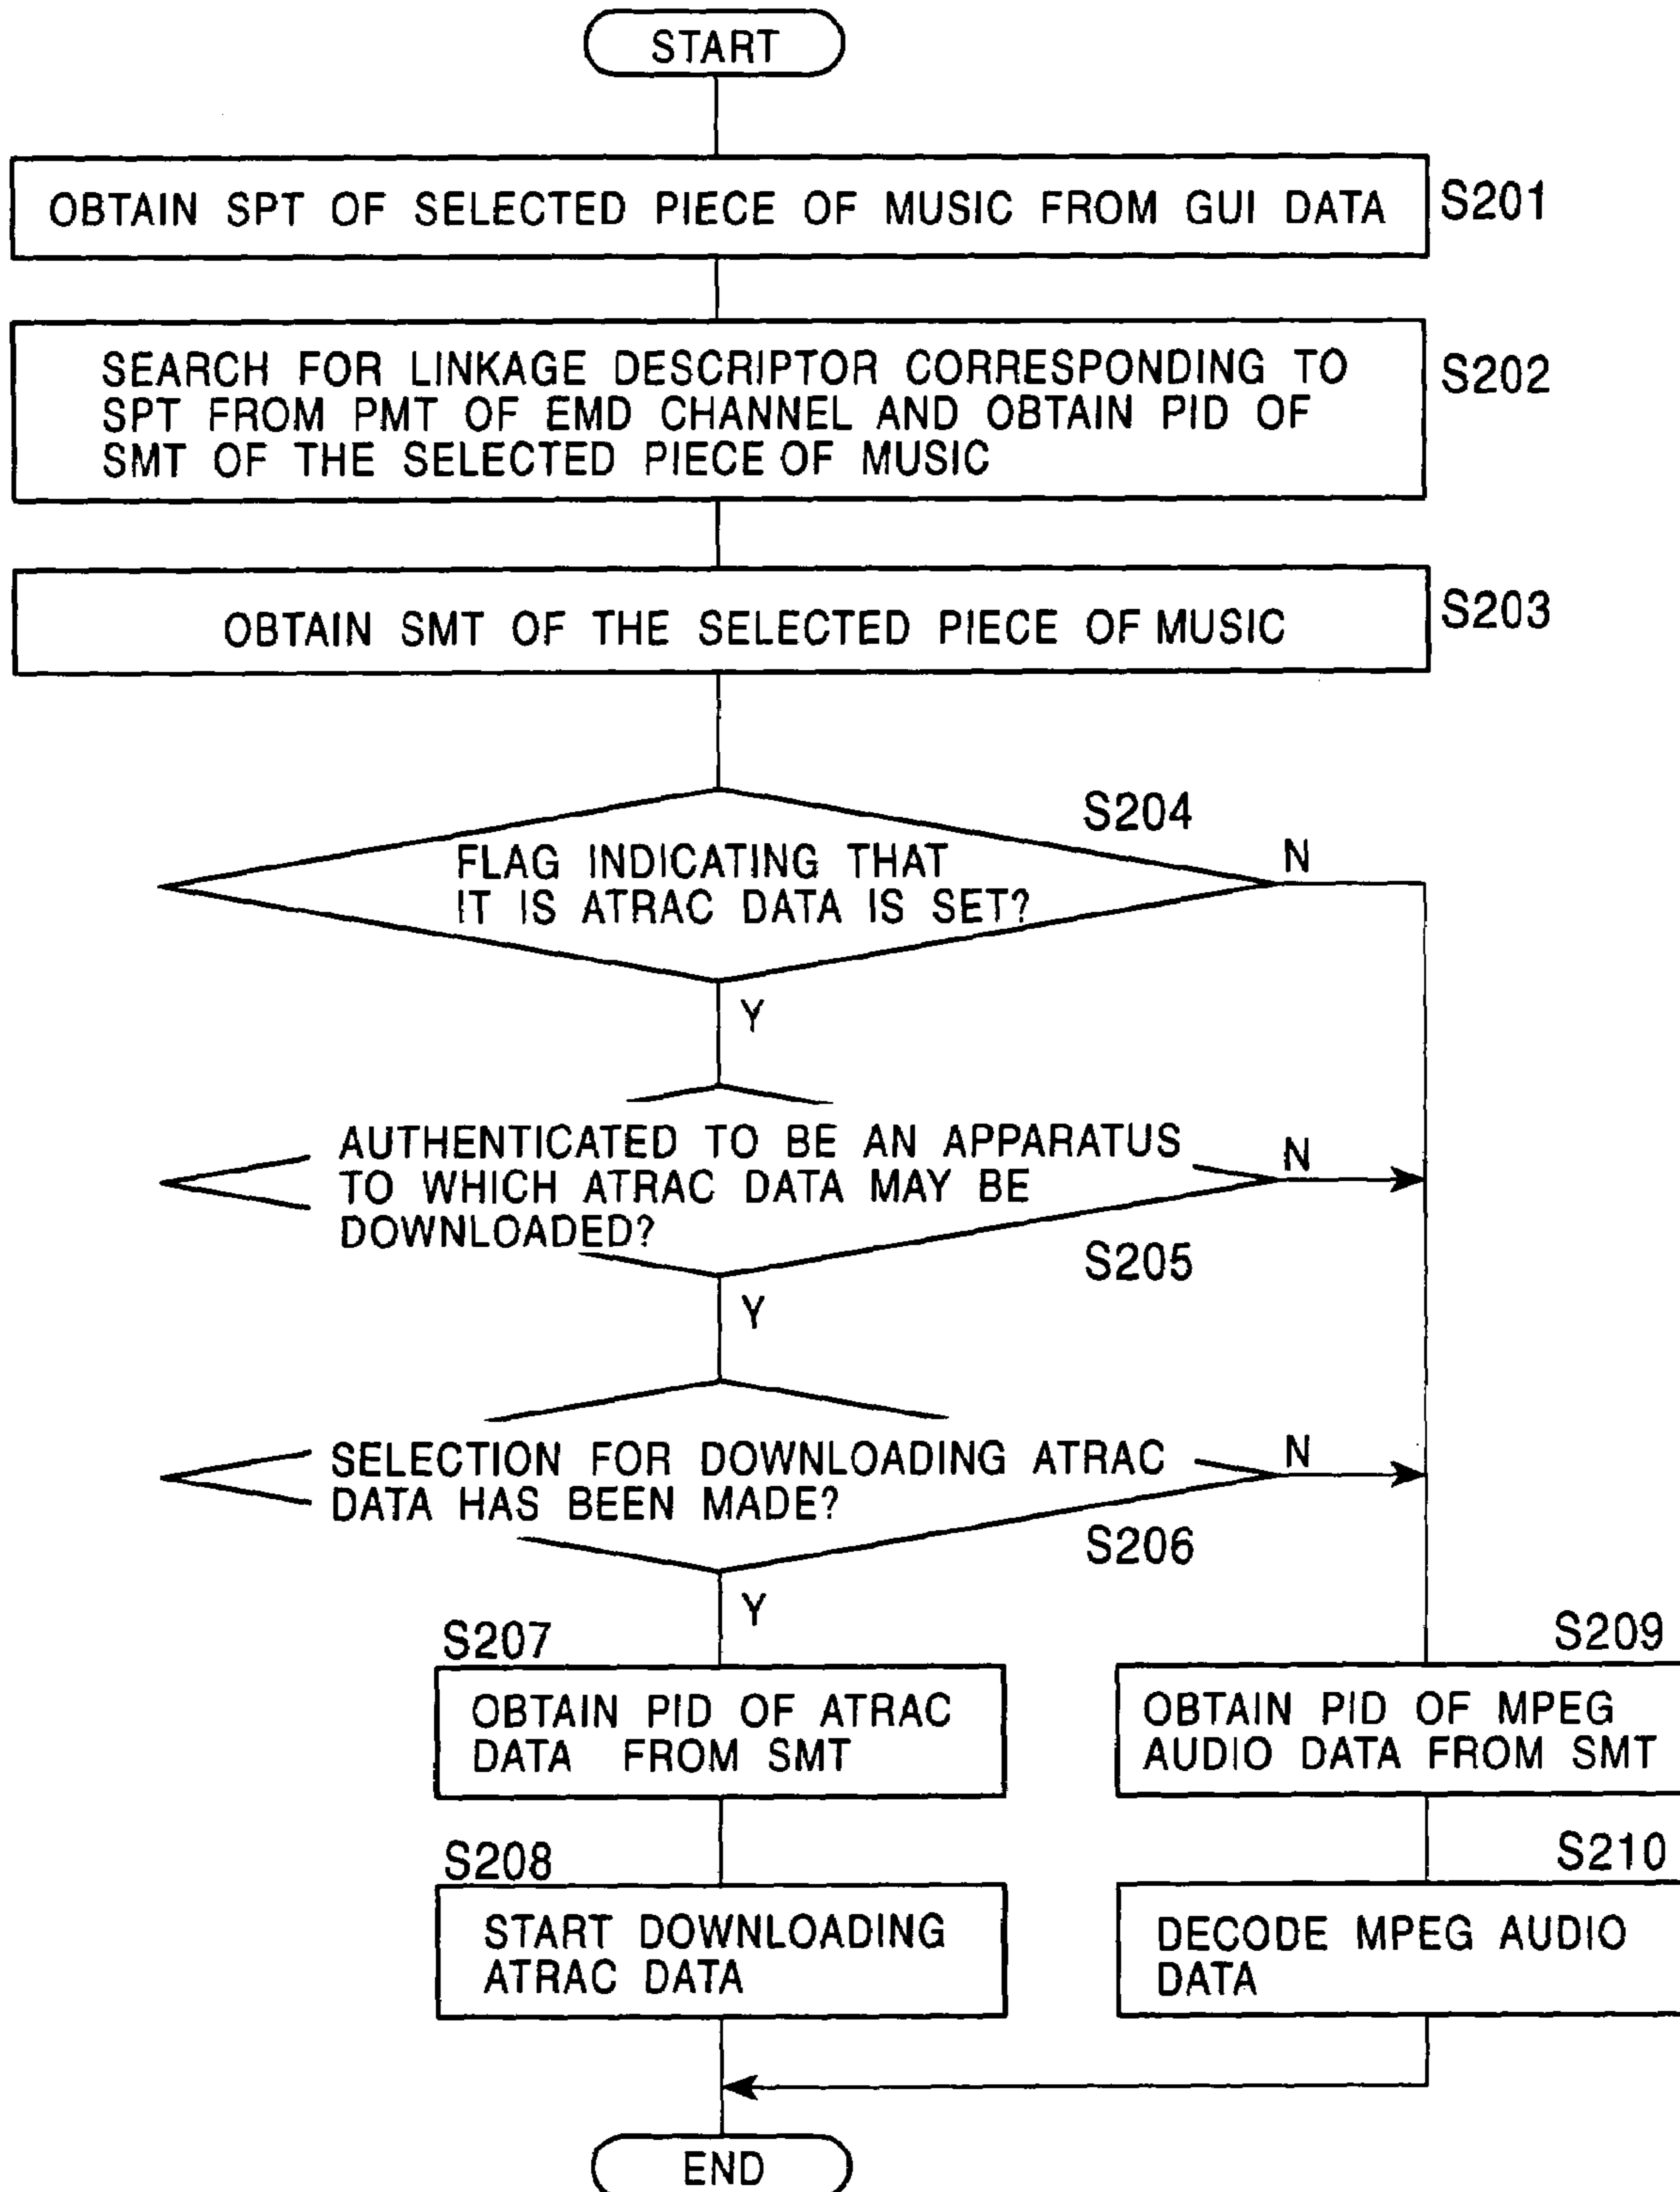 START
OBTAIN SPT OF SELECTED PIECE OF MUSIC FROM GUI DATA
S201
SEARCH FOR LINKAGE DESCRIPTOR CORRESPONDING TO
SPT FROM PMT OF EMD CHANNEL AND OBTAIN PID OF
SMT OF THE SELECTED PIECE OF MUSIC
S202
OBTAIN SMT OF THE SELECTED PIECE OF MUSIC
S203
S204
FLAG INDICATING THAT
IT IS ATRAC DATA IS SET?
N
Y
AUTHENTICATED TO BE AN APPARATUS
TO WHICH ATRAC DATA MAY BE
DOWNLOADED?
N
S205
Y
SELECTION FOR DOWNLOADING ATRAC
DATA HAS BEEN MADE?
N
S206
Y
S207
OBTAIN PID OF ATRAC
DATA FROM SMT
S209
OBTAIN PID OF MPEG
AUDIO DATA FROM SMT
S208
START DOWNLOADING
ATRAC DATA
S210
DECODE MPEG AUDIO
DATA
END